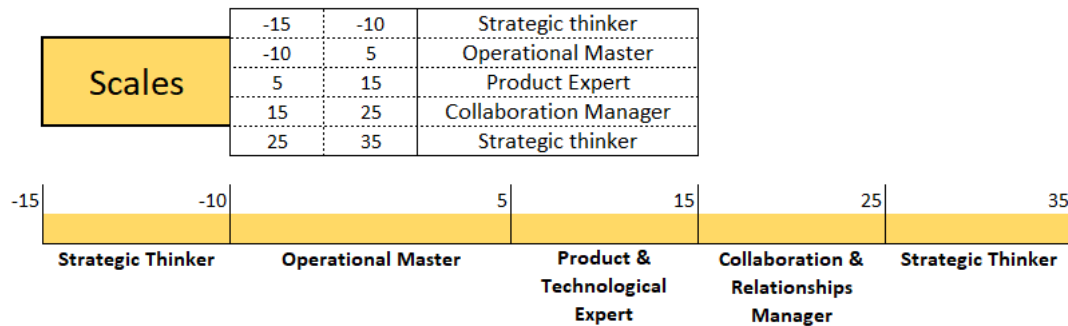 Scales
-15 -10 Strategic thinker
-10 5 Operational Master
5 15 Product Expert
15 25 Collaboration Manager
25 35 Strategic thinker
-15 -10 5 15 25 35
Strategic Thinker
Operational Master
Product &
Technological
Expert
Collaboration &
Relationships
Manager
Strategic Thinker